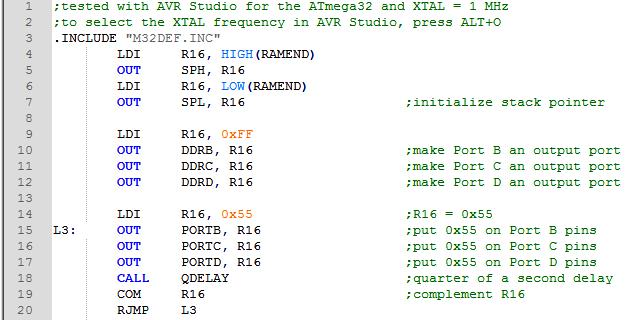 1 ;tested with AVR Studio for the ATmega32 and XTAL = 1 MHz
2 ;to select the XTAL frequency in AVR Studio, press ALT+O
3 .INCLUDE "M32DEF.INC"
4 LDI R16, HIGH(RAMEND)
5 OUT SPH, R16
6 LDI R16, LOW(RAMEND)
7 OUT SPL, R16 ;initialize stack pointer
8
9 LDI R16, 0xFF
10 OUT DDRB, R16 ;make Port B an output port
11 OUT DDRC, R16 ;make Port C an output port
12 OUT DDRD, R16 ;make Port D an output port
13
14 LDI R16, 0x55 ;R16 = 0x55
15 L3: OUT PORTB, R16 ;put 0x55 on Port B pins
16 OUT PORTC, R16 ;put 0x55 on Port C pins
17 OUT PORTD, R16 ;put 0x55 on Port D pins
18 CALL QDELAY ;quarter of a second delay
19 COM R16 ;complement R16
20 RJMP L3